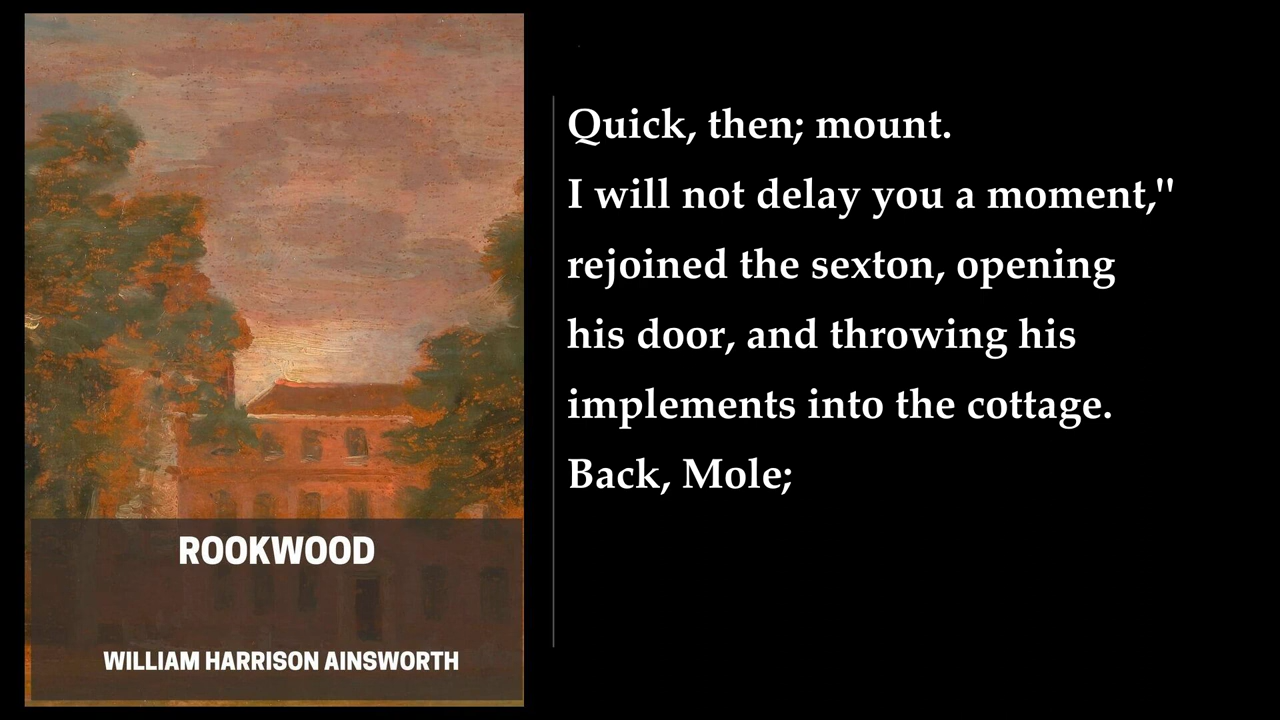 ROOKWOOD
WILLIAM HARRISON AINSWORTH
Quick, then; mount.
I will not delay you a moment,"
rejoined the sexton, opening
his door, and throwing his
implements into the cottage.
Back, Mole;